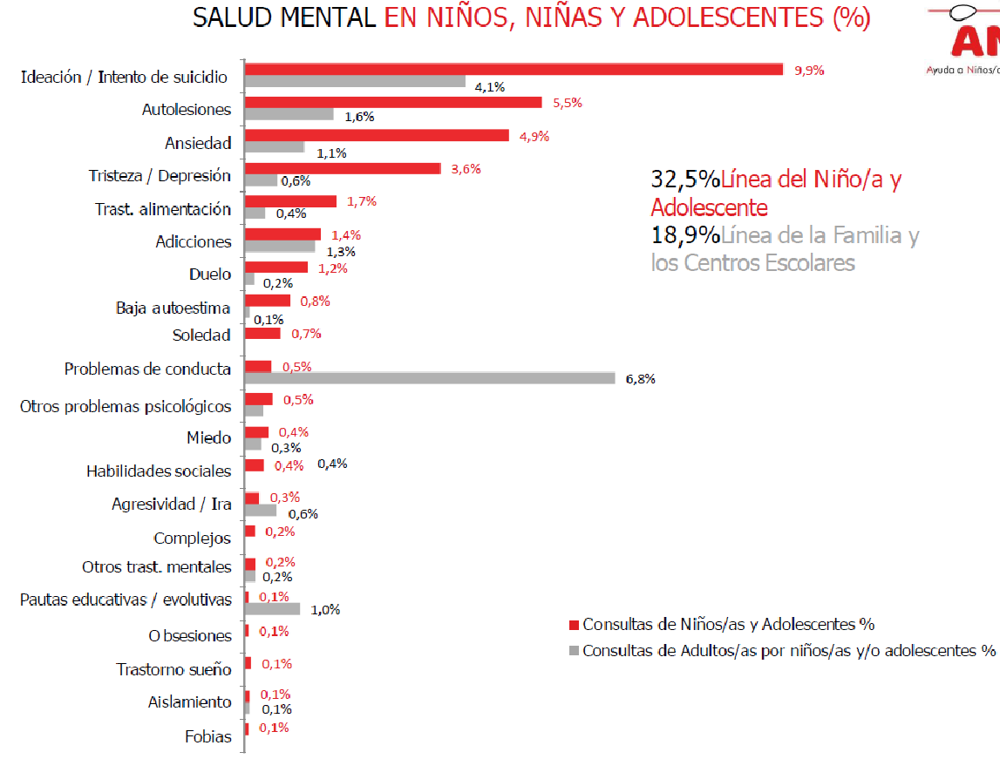 SALUD MENTAL EN NIÑOS, NIÑAS Y ADOLESCENTES (%)
Ayuda a Niños/a
Ideación / Intento de suicidio 9,9%
4,1%
Autolesiones 5,5%
1,6%
Ansiedad 4,9%
1,1%
Tristeza / Depresión 3,6%
0,6%
Trast. alimentación 1,7%
0,4%
Adicciones 1,4%
1,3%
Duelo 1,2%
0,2%
Baja autoestima 0,8%
0,1%
Soledad 0,7%
Problemas de conducta 0,5%
6,8%
Otros problemas psicológicos 0,5%
Miedo 0,4%
0,3%
Habilidades sociales 0,4% 0,4%
Agresividad / Ira 0,3%
0,6%
Complejos 0,2%
Otros trast. mentales 0,2%
0,2%
Pautas educativas / evolutivas 0,1%
1,0%
Obsesiones 0,1%
Trastorno sueño 0,1%
Aislamiento 0,1%
0,1%
Fobias 0,1%
32,5%Línea del Niño/a y
Adolescente
18,9%Línea de la Familia y
los Centros Escolares
Consultas de Niños/as y Adolescentes %
Consultas de Adultos/as por niños/as y/o adolescentes %